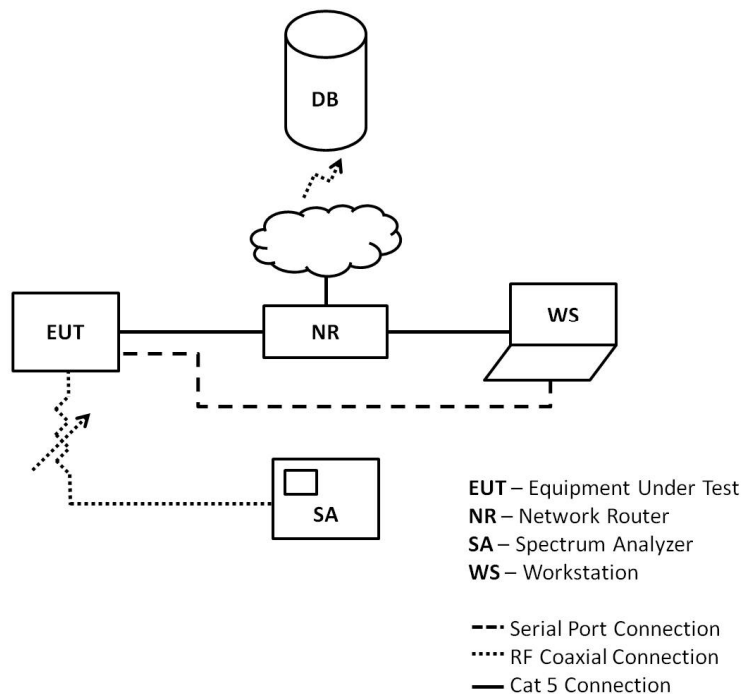 DB
EUT
NR
WS
SA
EUT – Equipment Under Test
NR – Network Router
SA – Spectrum Analyzer
WS – Workstation
Serial Port Connection
RF Coaxial Connection
Cat 5 Connection